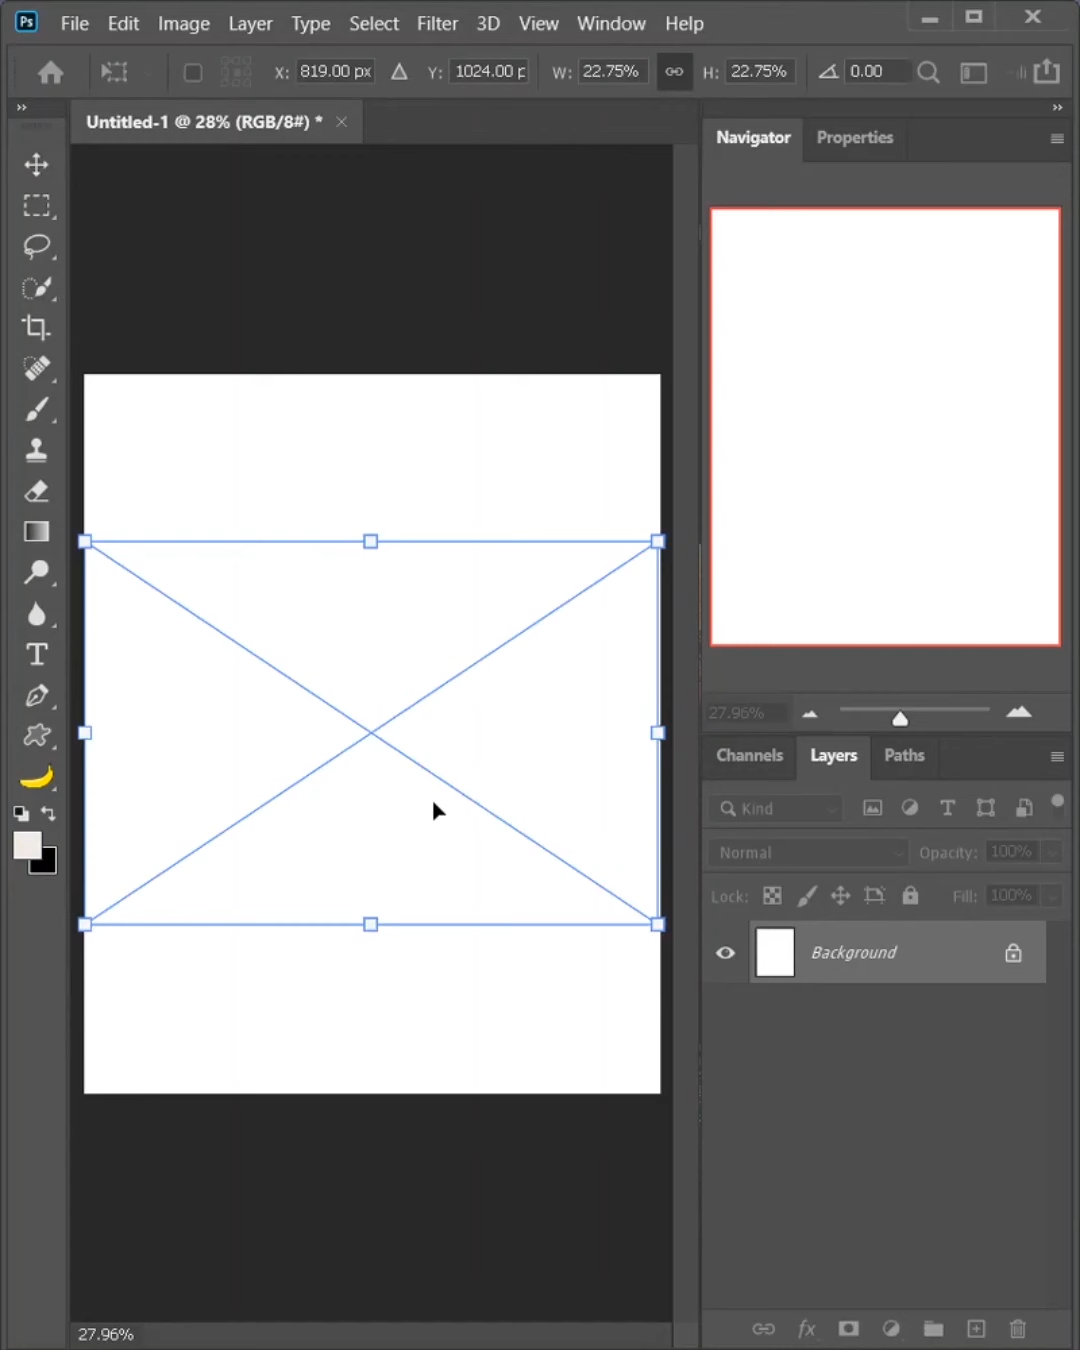 Ps File Edit Image Layer Type Select Filter 3D View Window Help
X: 819.00 px Y: 1024.00 p W: 22.75% H: 22.75% 0.00
Untitled-1 @ 28% (RGB/8#) *
Navigator Properties
27.96%
Channels Layers Paths
Kind
Normal Opacity: 100%
Lock: Fill: 100%
Background
fx
27.96%